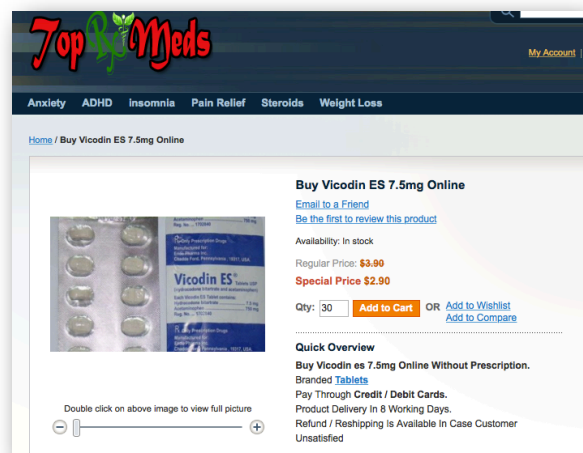 Top Rx Meds
My Account
Anxiety ADHD insomnia Pain Relief Steroids Weight Loss
Home / Buy Vicodin ES 7.5mg Online
Buy Vicodin ES 7.5mg Online
Email to a Friend
Be the first to review this product
Availability: In stock
Regular Price: $3.90
Special Price $2.90
Qty: 30 Add to Cart OR Add to Wishlist
Add to Compare
Vicodin ES
Quick Overview
Buy Vicodin es 7.5mg Online Without Prescription.
Branded Tablets
Pay Through Credit / Debit Cards.
Product Delivery In 8 Working Days.
Refund / Reshipping Is Available In Case Customer
Unsatisfied
Double click on above image to view full picture